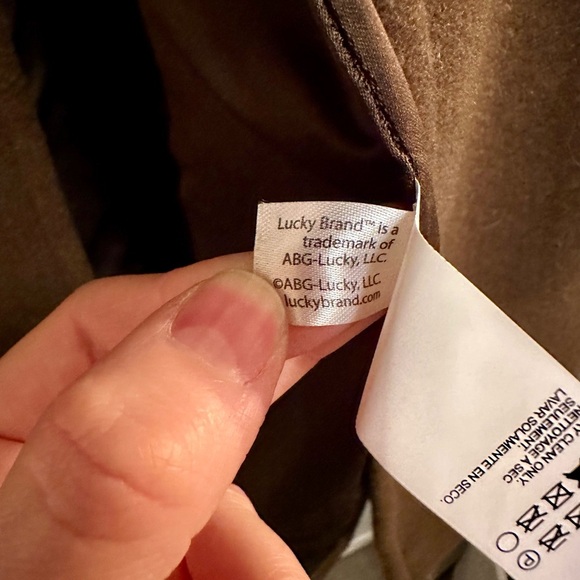 Lucky Brand™ is a
trademark of
ABG-Lucky, LLC.
©ABG-Lucky, LLC
luckybrand.com
CLEAN ONLY.
NETTOYAGE A SEC
SEULEMENT.
LAVAR SOLAMENTE EN SECO.
P